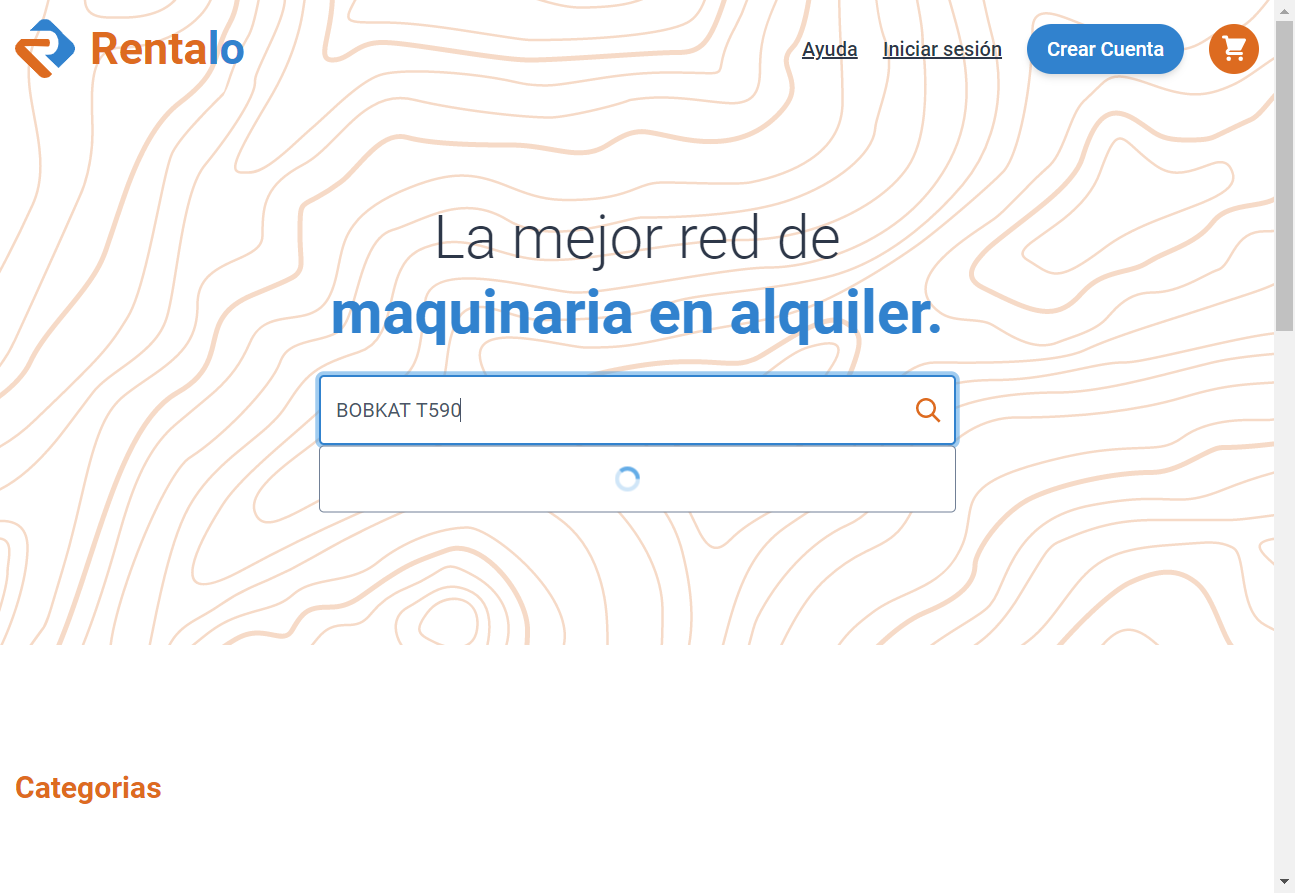 Rentalo
Ayuda
Iniciar sesión
Crear Cuenta
La mejor red de
maquinaria en alquiler.
BOBKAT T590
Categorias